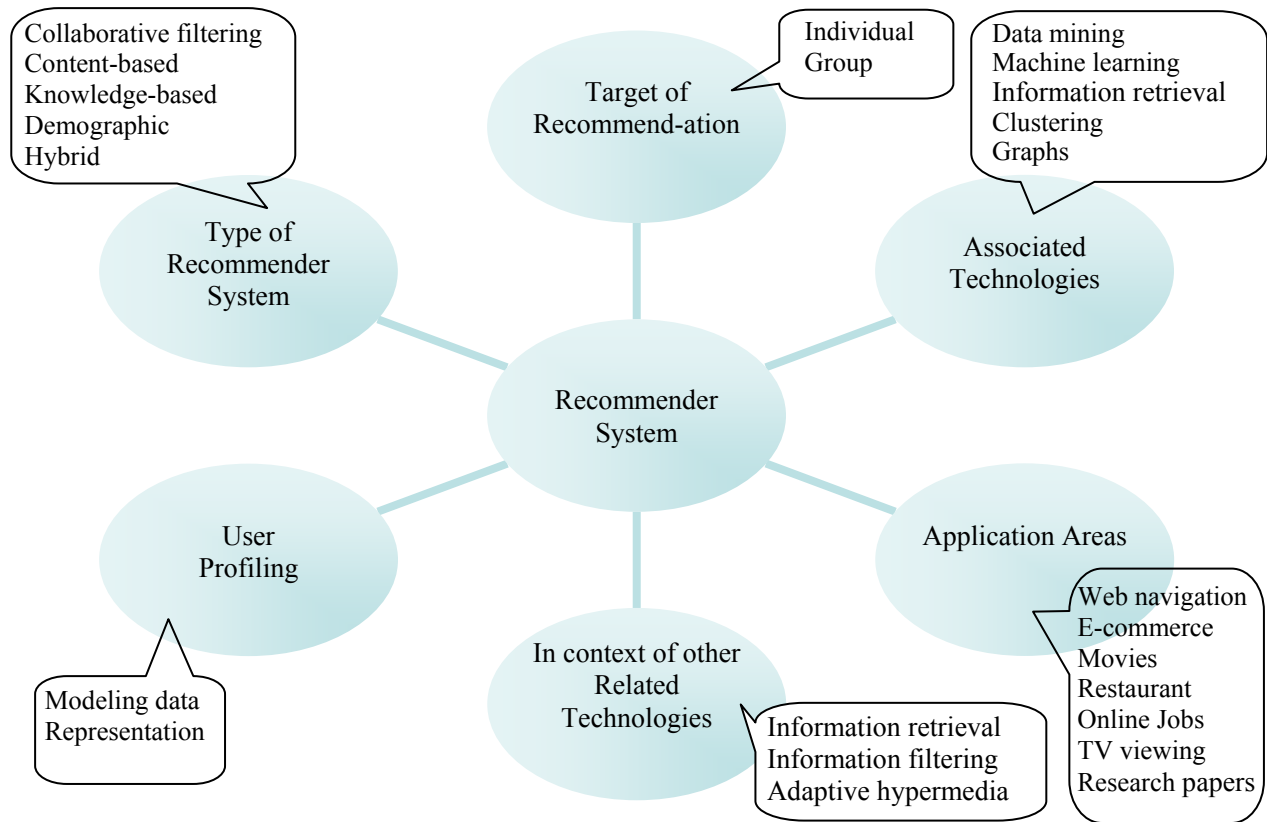 Collaborative filtering
Content-based
Knowledge-based
Demographic
Hybrid
Individual
Group
Data mining
Machine learning
Information retrieval
Clustering
Graphs
Target of
Recommend-ation
Type of
Recommender
System
Associated
Technologies
Recommender
System
User
Profiling
Application Areas
In context of other
Related
Technologies
Modeling data
Representation
Information retrieval
Information filtering
Adaptive hypermedia
Web navigation
E-commerce
Movies
Restaurant
Online Jobs
TV viewing
Research papers